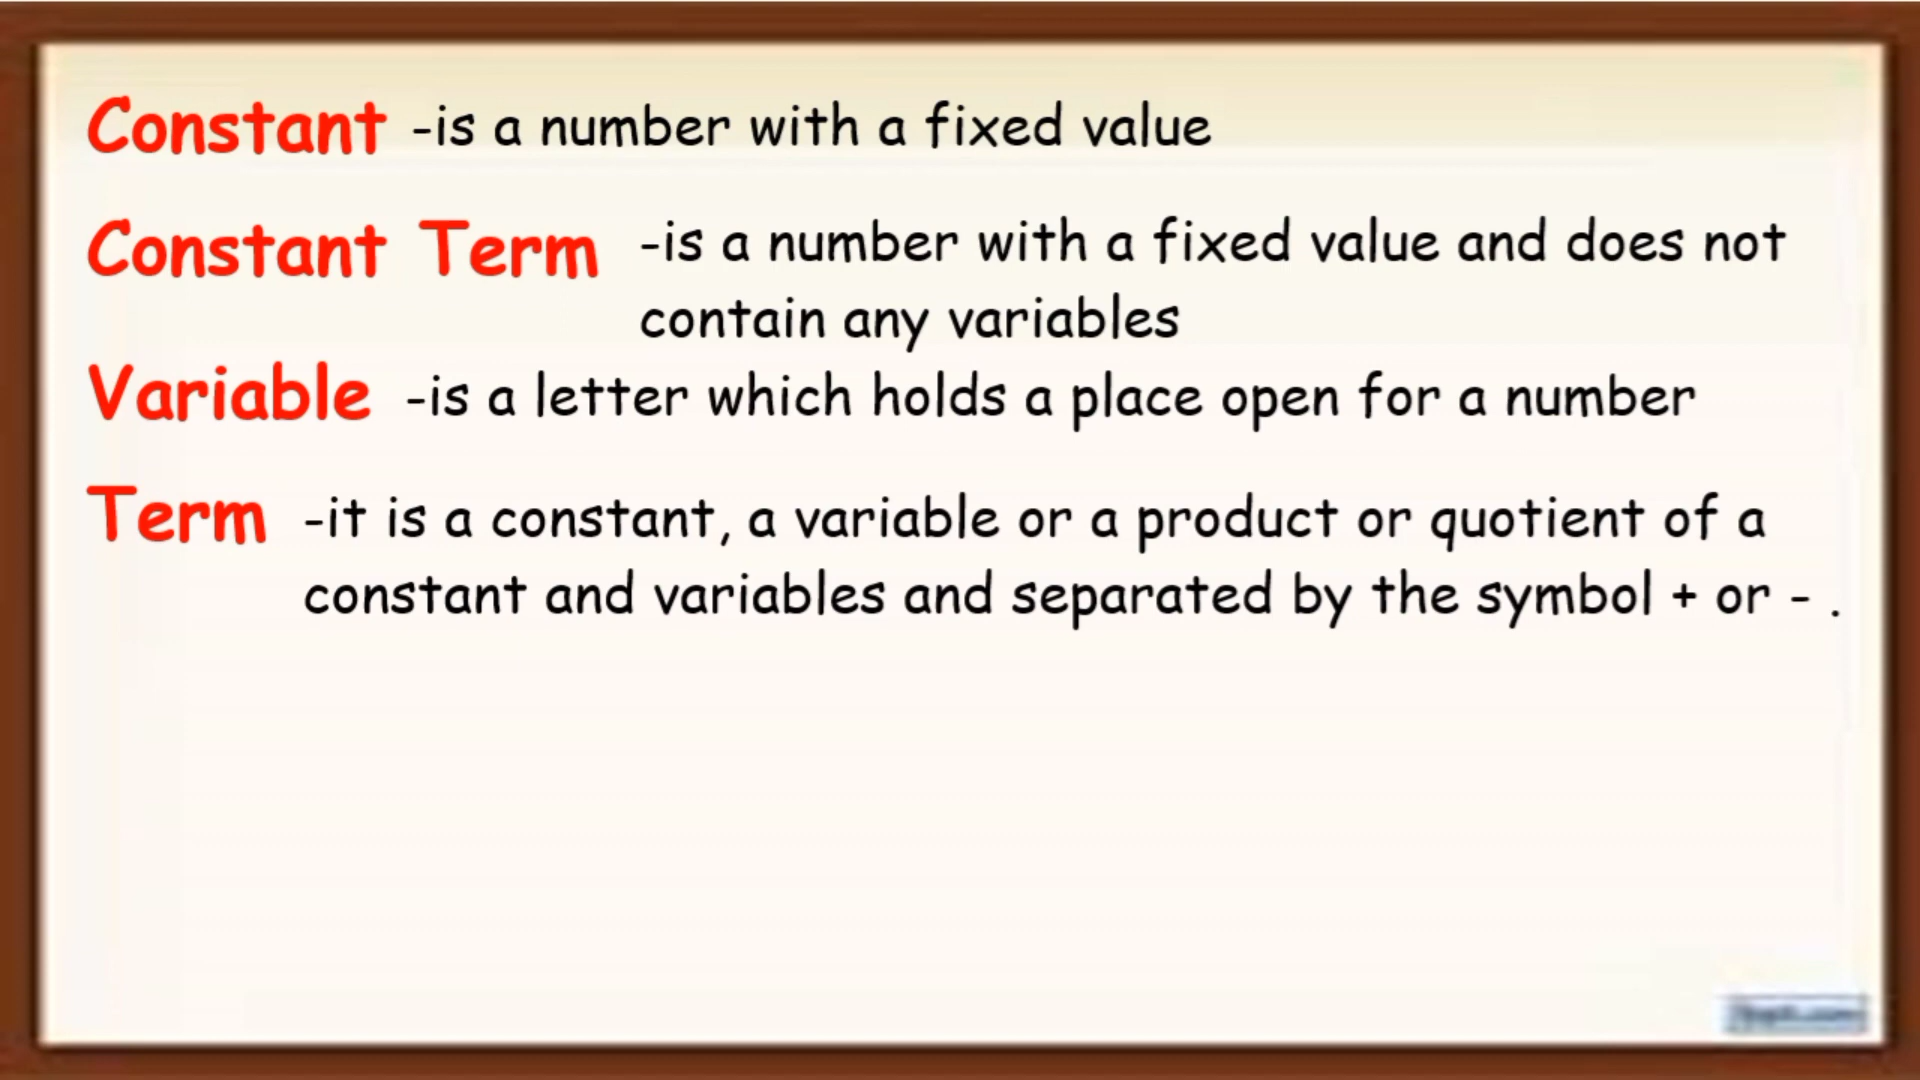 Constant -is a number with a fixed value
Constant Term -is a number with a fixed value and does not
contain any variables
Variable -is a letter which holds a place open for a number
Term -it is a constant, a variable or a product or quotient of a
constant and variables and separated by the symbol + or - .